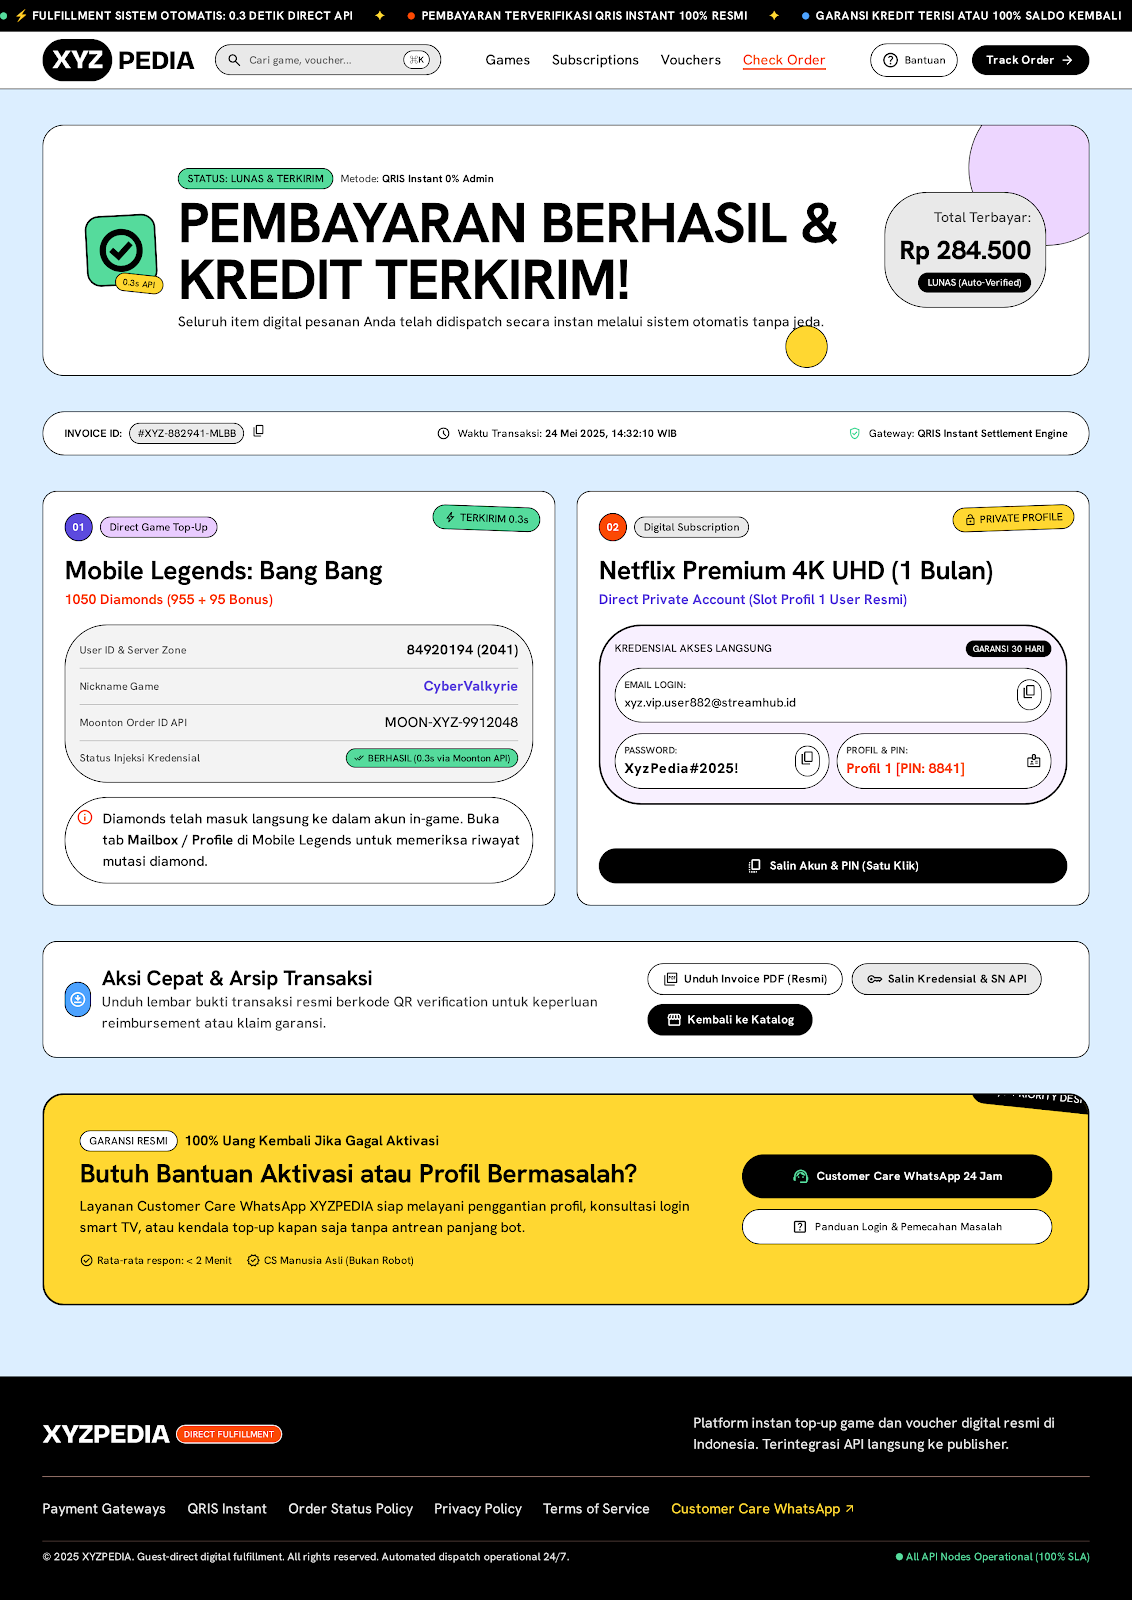 ⚡ FULFILLMENT SISTEM OTOMATIS: 0.3 DETIK DIRECT API ✦ PEMBAYARAN TERVERIFIKASI QRIS INSTANT 100% RESMI ✦ GARANSI KREDIT TERISI ATAU 100% SALDO KEMBALI
XYZ PEDIA
Cari game, voucher... ⌘K
Games Subscriptions Vouchers Check Order
Bantuan
Track Order →
STATUS: LUNAS & TERKIRIM Metode: QRIS Instant 0% Admin
0.3s API
PEMBAYARAN BERHASIL &
KREDIT TERKIRIM!
Seluruh item digital pesanan Anda telah didispatch secara instan melalui sistem otomatis tanpa jeda.
Total Terbayar:
Rp 284.500
LUNAS (Auto-Verified)
INVOICE ID: #XYZ-882941-MLBB
Waktu Transaksi: 24 Mei 2025, 14:32:10 WIB
Gateway: QRIS Instant Settlement Engine
01 Direct Game Top-Up
TERKIRIM 0.3s
Mobile Legends: Bang Bang
1050 Diamonds (955 + 95 Bonus)
User ID & Server Zone 84920194 (2041)
Nickname Game CyberValkyrie
Moonton Order ID API MOON-XYZ-9912048
Status Injeksi Kredensial BERHASIL (0.3s via Moonton API)
Diamonds telah masuk langsung ke dalam akun in-game. Buka
tab Mailbox / Profile di Mobile Legends untuk memeriksa riwayat
mutasi diamond.
02 Digital Subscription
PRIVATE PROFILE
Netflix Premium 4K UHD (1 Bulan)
Direct Private Account (Slot Profil 1 User Resmi)
KREDENSIAL AKSES LANGSUNG GARANSI 30 HARI
EMAIL LOGIN:
xyz.vip.user882@streamhub.id
PASSWORD:
XyzPedia#2025!
PROFIL & PIN:
Profil 1 [PIN: 8841]
Salin Akun & PIN (Satu Klik)
Aksi Cepat & Arsip Transaksi
Unduh lembar bukti transaksi resmi berkode QR verification untuk keperluan
reimbursement atau klaim garansi.
Unduh Invoice PDF (Resmi)
Salin Kredensial & SN API
Kembali ke Katalog
GARANSI RESMI 100% Uang Kembali Jika Gagal Aktivasi
Butuh Bantuan Aktivasi atau Profil Bermasalah?
Layanan Customer Care WhatsApp XYZPEDIA siap melayani penggantian profil, konsultasi login
smart TV, atau kendala top-up kapan saja tanpa antrean panjang bot.
Rata-rata respon: < 2 Menit CS Manusia Asli (Bukan Robot)
Customer Care WhatsApp 24 Jam
Panduan Login & Pemecahan Masalah
XYZPEDIA DIRECT FULFILLMENT
Platform instan top-up game dan voucher digital resmi di
Indonesia. Terintegrasi API langsung ke publisher.
Payment Gateways QRIS Instant Order Status Policy Privacy Policy Terms of Service Customer Care WhatsApp ↗
© 2025 XYZPEDIA. Guest-direct digital fulfillment. All rights reserved. Automated dispatch operational 24/7.
All API Nodes Operational (100% SLA)